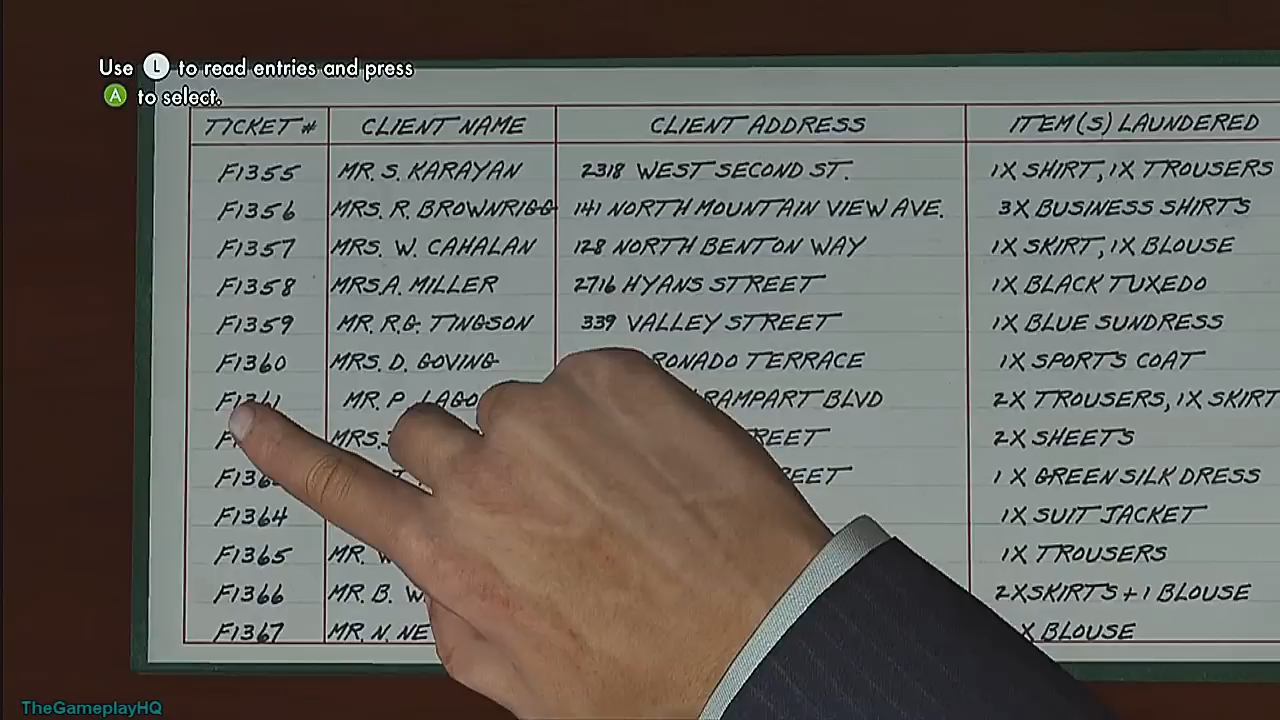 Use L to read entries and press
A to select.
TICKET # CLIENT NAME CLIENT ADDRESS ITEM(S) LAUNDERED
F1355 MR. S. KARAYAN 2318 WEST SECOND ST. 1X SHIRT, 1X TROUSERS
F1356 MRS. R. BROWNRIGG 141 NORTH MOUNTAIN VIEW AVE. 3X BUSINESS SHIRTS
F1357 MRS. W. CAHALAN 128 NORTH BENTON WAY 1X SKIRT, 1X BLOUSE
F1358 MRS A. MILLER 2716 HYANS STREET 1X BLACK TUXEDO
F1359 MR. R.G. TINGSON 339 VALLEY STREET 1X BLUE SUNDRESS
F1360 MRS. D. GOVING TERRACE 1X SPORTS COAT
F1361 MR. P. RAMPART BLVD 2X TROUSERS, 1X SKIRT
MRS. 2X SHEETS
1X GREEN SILK DRESS
F1364 1X SUIT JACKET
F1365 MR. 1X TROUSERS
F1366 MR. B. 2X SKIRTS + 1 BLOUSE
F1367 MR. N. X BLOUSE
TheGameplayHQ